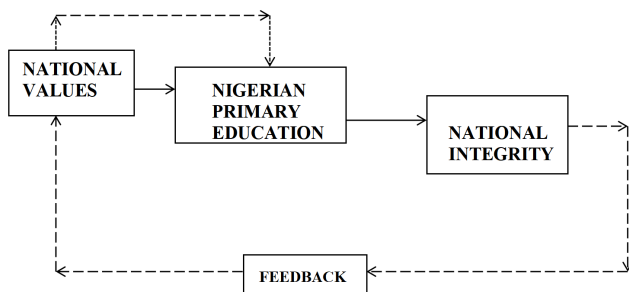 NATIONAL
VALUES
NIGERIAN
PRIMARY
EDUCATION
NATIONAL
INTEGRITY
FEEDBACK